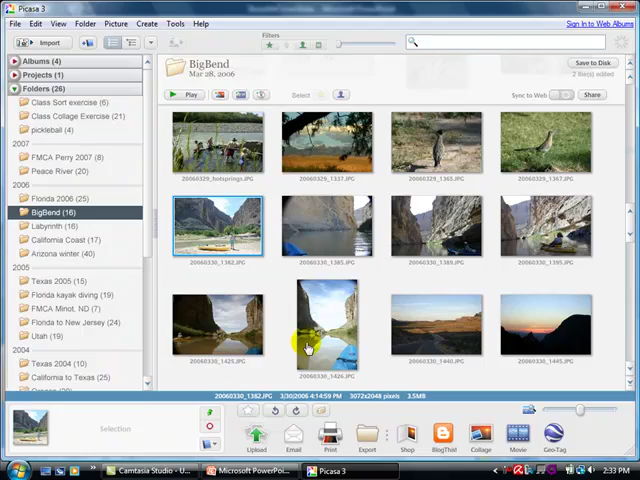 Picasa 3
File Edit View Folder Picture Create Tools Help
Sign In to Web Albums
Import
Filters
Albums (4)
Projects (1)
Folders (26)
Class Sort exercise (6)
Class Collage Exercise (21)
pickleball (4)
2007
FMCA Perry 2007 (8)
Peace River (20)
2006
Florida 2006 (25)
BigBend (16)
Labyrinth (16)
California Coast (17)
Arizona winter (40)
2005
Texas 2005 (15)
Florida kayak diving (19)
FMCA Minot, ND (7)
Florida to New Jersey (24)
Utah (19)
2004
Texas 2004 (10)
California to Texas (25)
BigBend
Mar 28, 2006
Save to Disk
2 file(s) edited
Play
Select
Sync to Web
Share
20060329_hotsprings.JPG
20060329_1337.JPG
20060329_1365.JPG
20060329_1367.JPG
20060330_1382.JPG
20060330_1385.JPG
20060330_1389.JPG
20060330_1395.JPG
20060330_1425.JPG
20060330_1426.JPG
20060330_1440.JPG
20060330_1445.JPG
20060330_1382.JPG 3/30/2006 4:14:59 PM 3072x2048 pixels 3.5MB
Selection
Upload
Email
Print
Export
Shop
BlogThis!
Collage
Movie
Geo-Tag
Camtasia Studio - U...
Microsoft PowerPo...
Picasa 3
2:33 PM